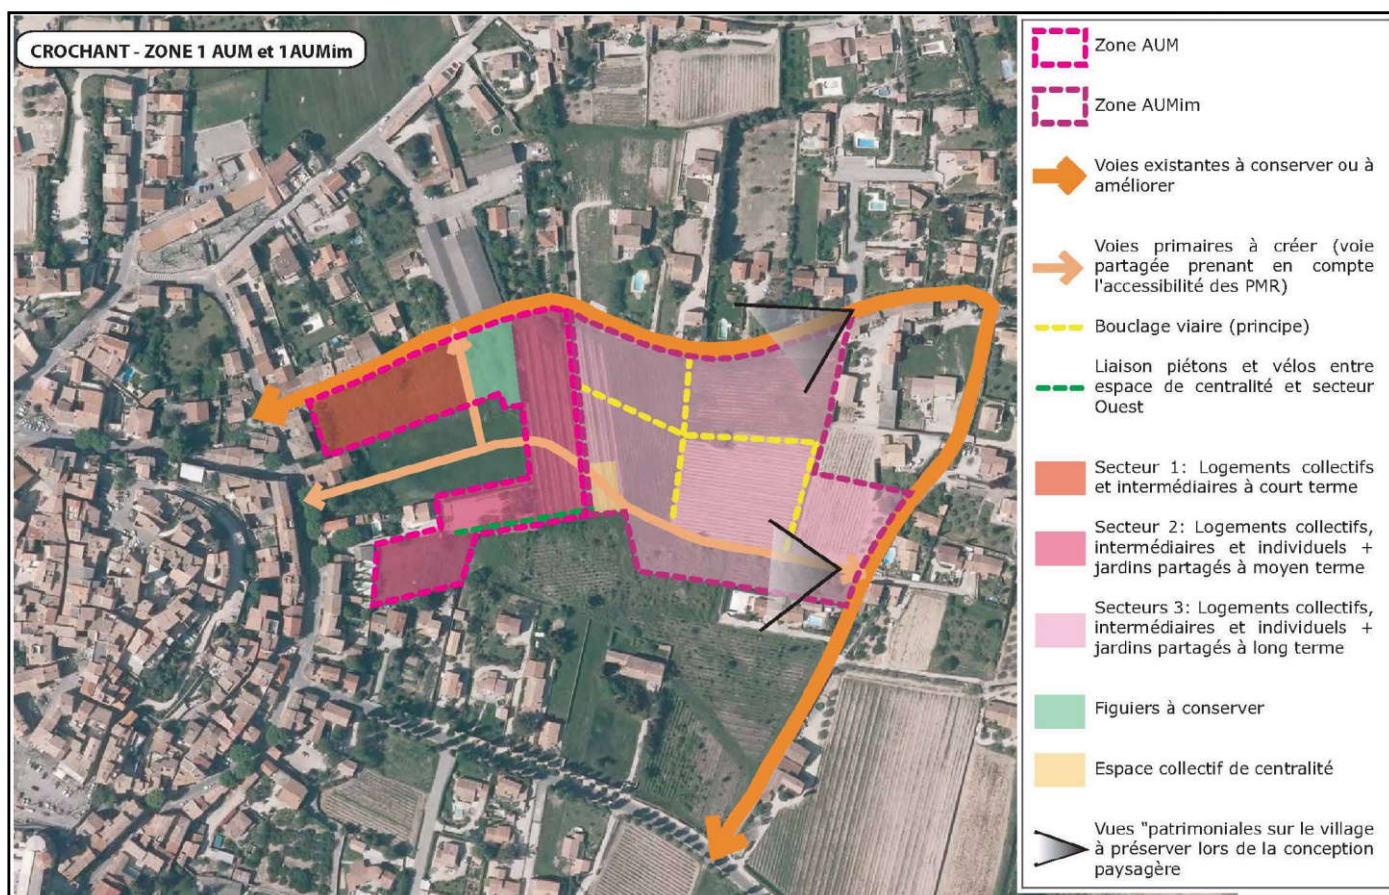 CROCHANT - ZONE 1 AUM et 1AUMim
Zone AUM
Zone AUMim
Voies existantes à conserver ou à
améliorer
Voies primaires à créer (voie
partagée prenant en compte
l'accessibilité des PMR)
Bouclage viaire (principe)
Liaison piétons et vélos entre
espace de centralité et secteur
Ouest
Secteur 1: Logements collectifs
et intermédiaires à court terme
Secteur 2: Logements collectifs,
intermédiaires et individuels +
jardins partagés à moyen terme
Secteurs 3: Logements collectifs,
intermédiaires et individuels +
jardins partagés à long terme
Figuiers à conserver
Espace collectif de centralité
Vues "patrimoniales sur le village
à préserver lors de la conception
paysagère